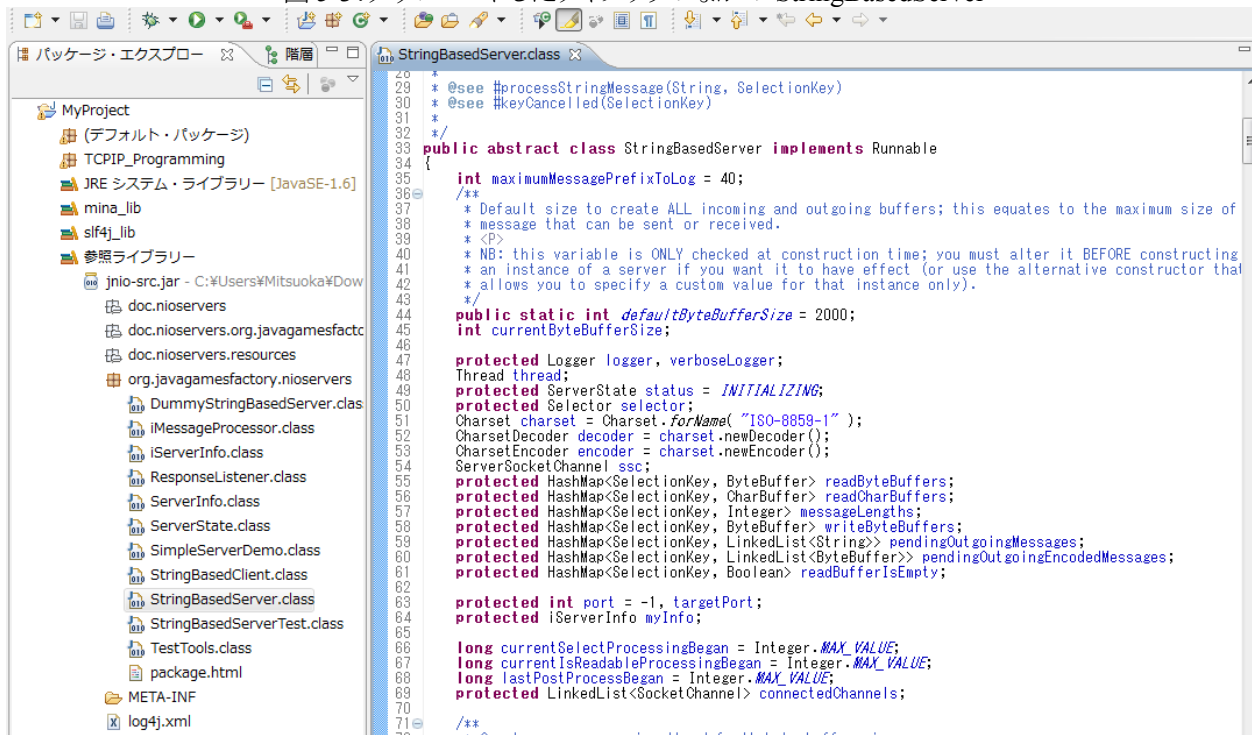 StringBasedServer
パッケージ・エクスプロー
階層
MyProject
(デフォルト・パッケージ)
TCPIP_Programming
JRE システム・ライブラリー [JavaSE-1.6]
mina_lib
slf4j_lib
参照ライブラリー
jnio-src.jar - C:¥Users¥Mitsuoka¥Dow
doc.nioservers
doc.nioservers.org.javagamesfactc
doc.nioservers.resources
org.javagamesfactory.nioservers
DummyStringBasedServer.clas
iMessageProcessor.class
iServerInfo.class
ResponseListener.class
ServerInfo.class
ServerState.class
SimpleServerDemo.class
StringBasedClient.class
StringBasedServer.class
StringBasedServerTest.class
TestTools.class
package.html
META-INF
log4j.xml
StringBasedServer.class
28 *
29 * @see #processStringMessage(String, SelectionKey)
30 * @see #keyCancelled(SelectionKey)
31 *
32 */
33 public abstract class StringBasedServer implements Runnable
34 {
35 int maximumMessagePrefixToLog = 40;
36 /**
37 * Default size to create ALL incoming and outgoing buffers; this equates to the maximum size of
38 * message that can be sent or received.
39 * <P>
40 * NB: this variable is ONLY checked at construction time; you must alter it BEFORE constructing
41 * an instance of a server if you want it to have effect (or use the alternative constructor that
42 * allows you to specify a custom value for that instance only).
43 */
44 public static int defaultByteBufferSize = 2000;
45 int currentByteBufferSize;
46
47 protected Logger logger, verboseLogger;
48 Thread thread;
49 protected ServerState status = INITIALIZING;
50 protected Selector selector;
51 Charset charset = Charset.forName( "ISO-8859-1" );
52 CharsetDecoder decoder = charset.newDecoder();
53 CharsetEncoder encoder = charset.newEncoder();
54 ServerSocketChannel ssc;
55 protected HashMap<SelectionKey, ByteBuffer> readByteBuffers;
56 protected HashMap<SelectionKey, CharBuffer> readCharBuffers;
57 protected HashMap<SelectionKey, Integer> messageLengths;
58 protected HashMap<SelectionKey, ByteBuffer> writeByteBuffers;
59 protected HashMap<SelectionKey, LinkedList<String>> pendingOutgoingMessages;
60 protected HashMap<SelectionKey, LinkedList<ByteBuffer>> pendingOutgoingEncodedMessages;
61 protected HashMap<SelectionKey, Boolean> readBufferIsEmpty;
62
63 protected int port = -1, targetPort;
64 protected iServerInfo myInfo;
65
66 long currentSelectProcessingBegan = Integer.MAX_VALUE;
67 long currentIsReadableProcessingBegan = Integer.MAX_VALUE;
68 long lastPostProcessBegan = Integer.MAX_VALUE;
69 protected LinkedList<SocketChannel> connectedChannels;
70
71 /**